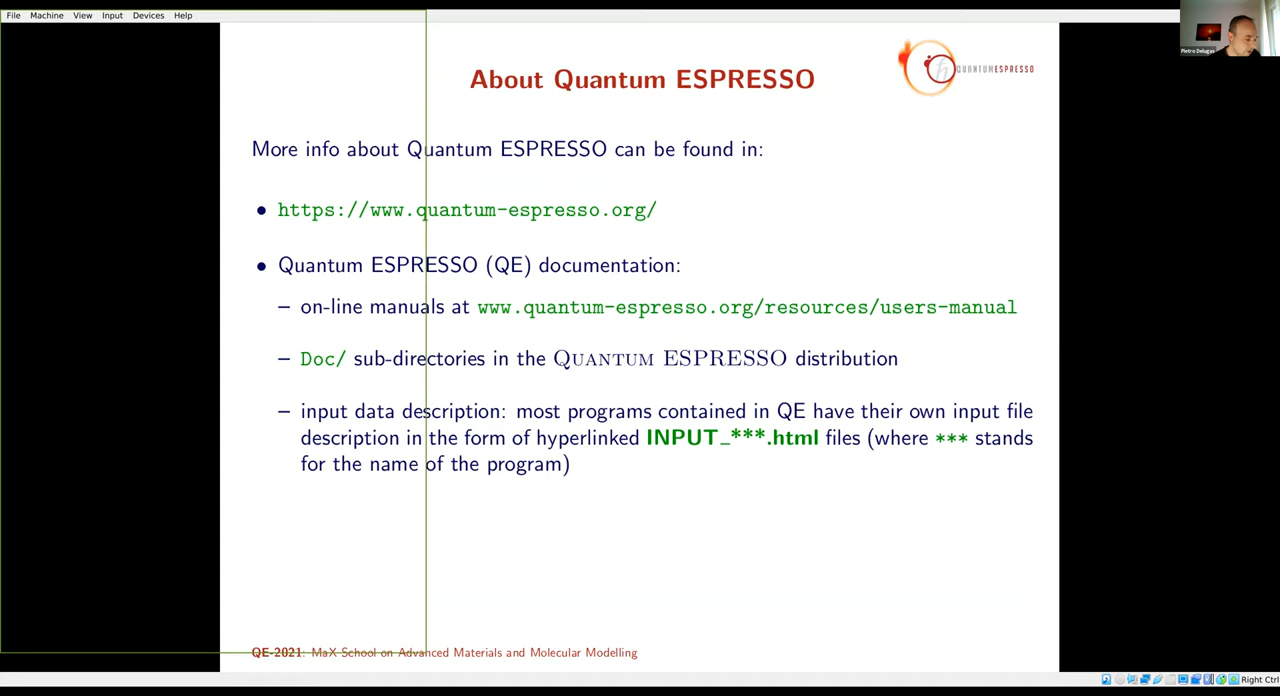 File Machine View Input Devices Help
Pietro Delugas
About Quantum ESPRESSO
QUANTUMESPRESSO
More info about Quantum ESPRESSO can be found in:
• https://www.quantum-espresso.org/
• Quantum ESPRESSO (QE) documentation:
– on-line manuals at www.quantum-espresso.org/resources/users-manual
– Doc/ sub-directories in the QUANTUM ESPRESSO distribution
– input data description: most programs contained in QE have their own input file
description in the form of hyperlinked INPUT_***.html files (where *** stands
for the name of the program)
QE-2021: MaX School on Advanced Materials and Molecular Modelling
Right Ctrl